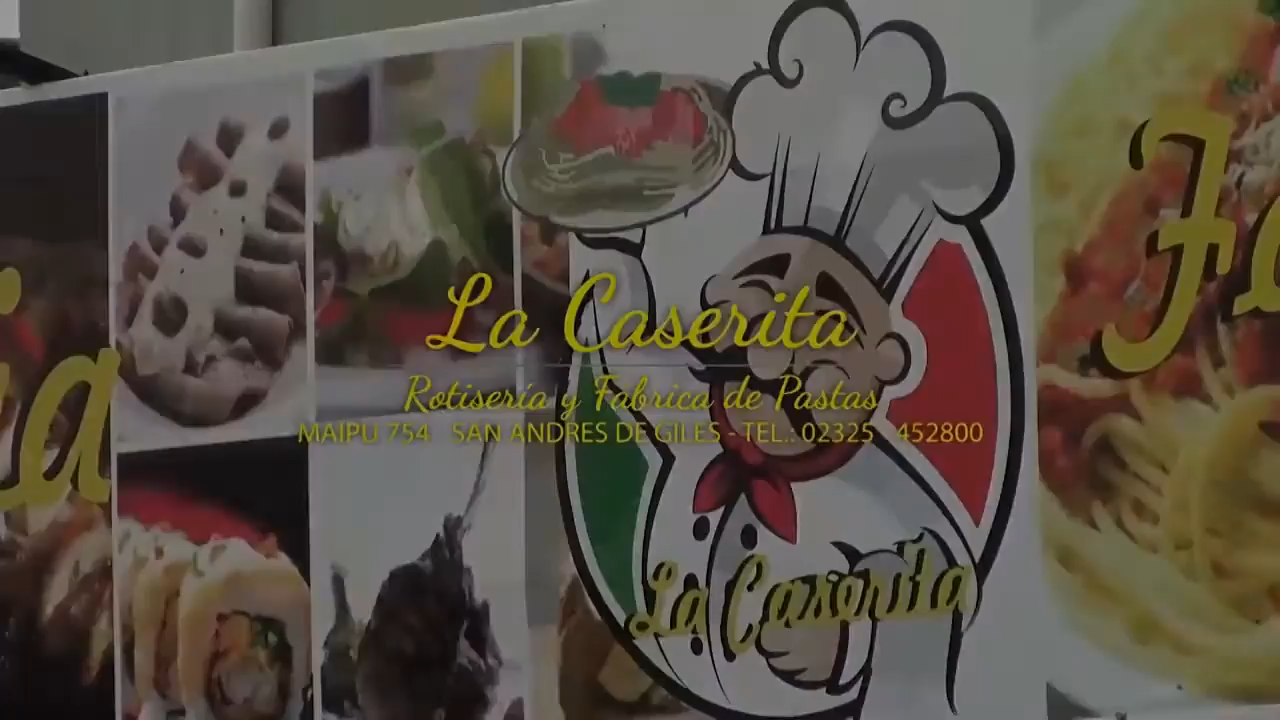 La Caserita
Rotisería y Fabrica de Pastas
MAIPU 754 - SAN ANDRES DE GILES - TEL.: 02325 - 452800
La Caserita